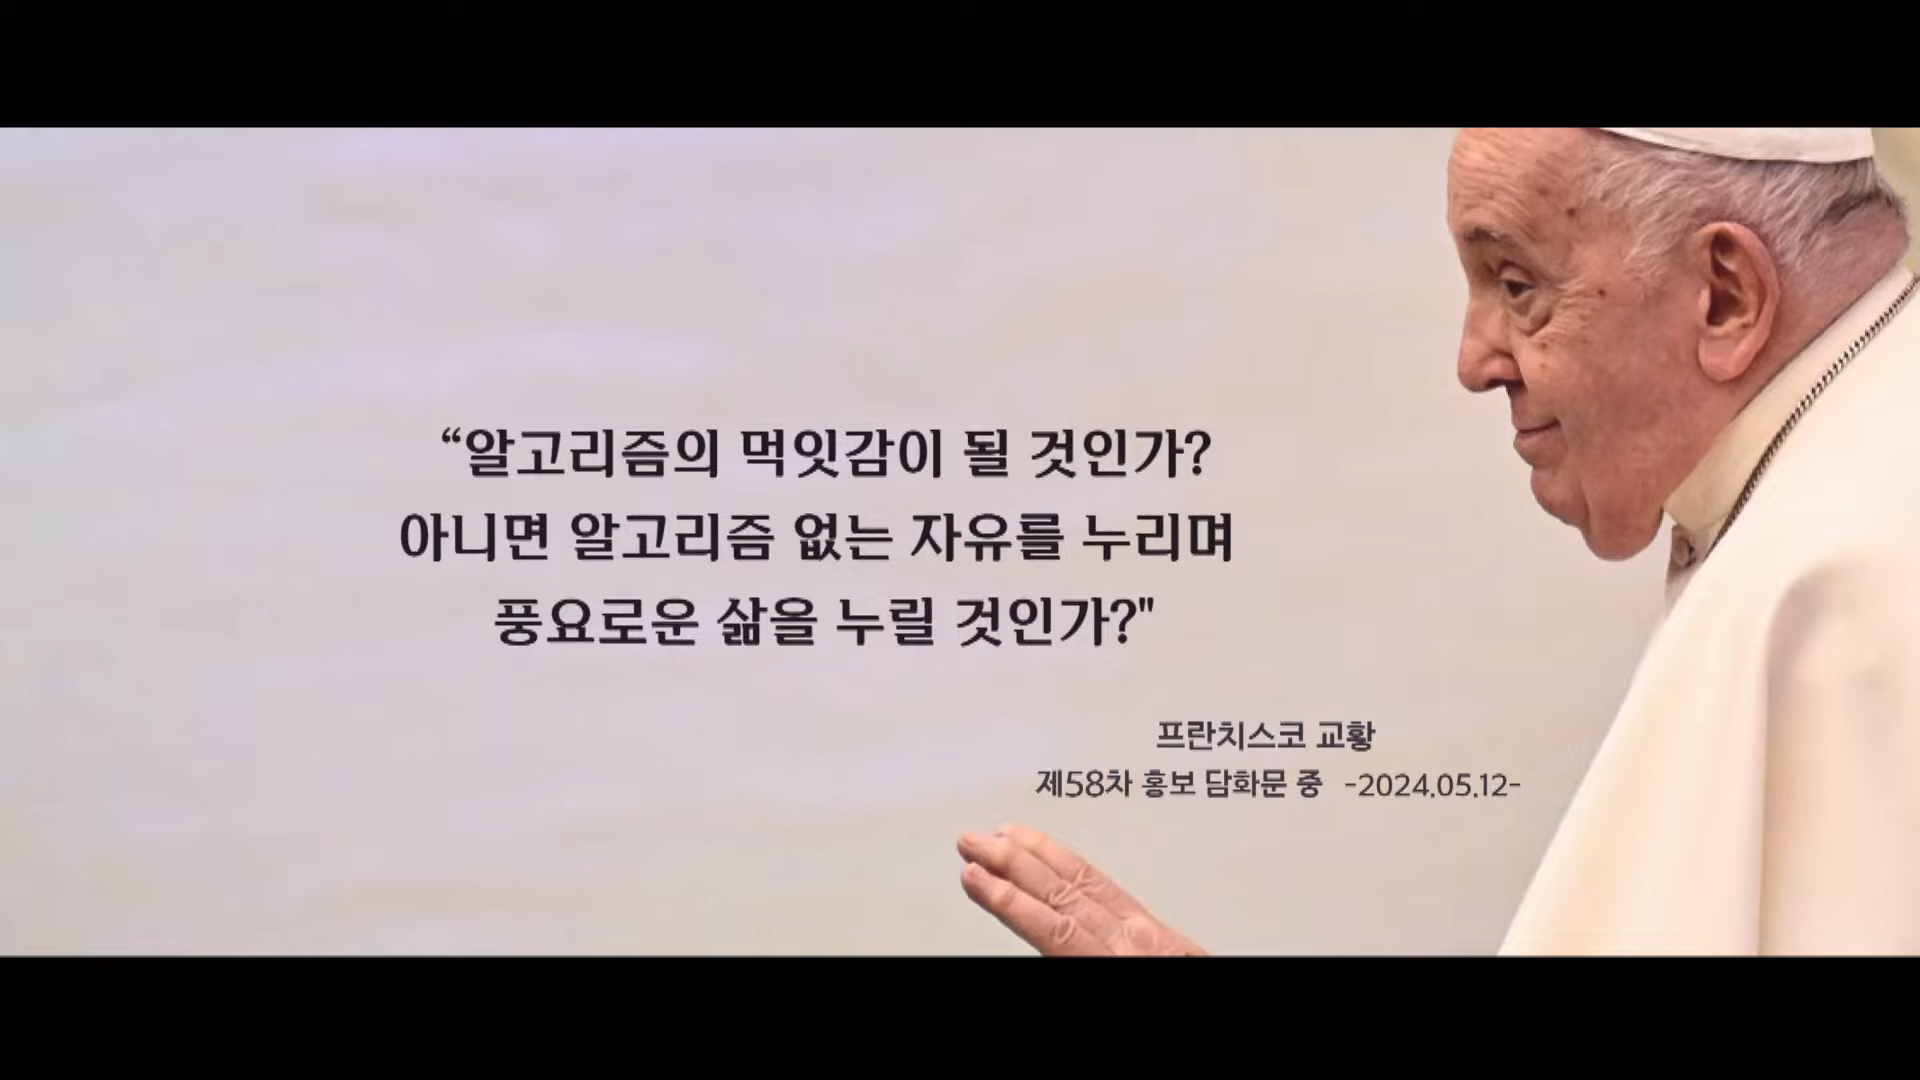 “알고리즘의 먹잇감이 될 것인가?
아니면 알고리즘 없는 자유를 누리며
풍요로운 삶을 누릴 것인가?"
프란치스코 교황
제58차 홍보 담화문 중 -2024.05.12-